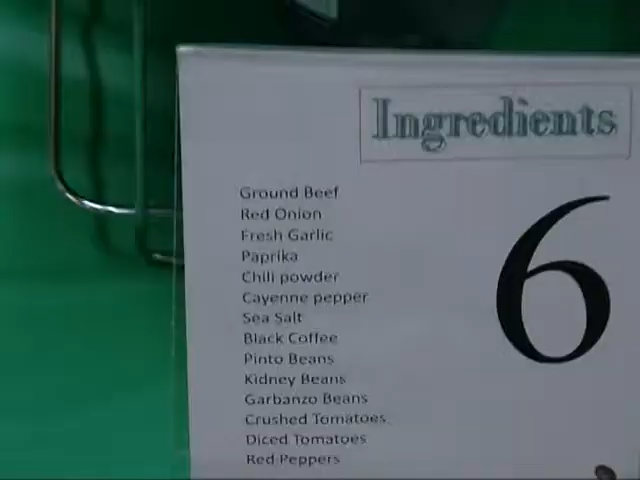 Ingredients
6
Ground Beef
Red Onion
Fresh Garlic
Paprika
Chili powder
Cayenne pepper
Sea Salt
Black Coffee
Pinto Beans
Kidney Beans
Garbanzo Beans
Crushed Tomatoes
Diced Tomatoes
Red Peppers